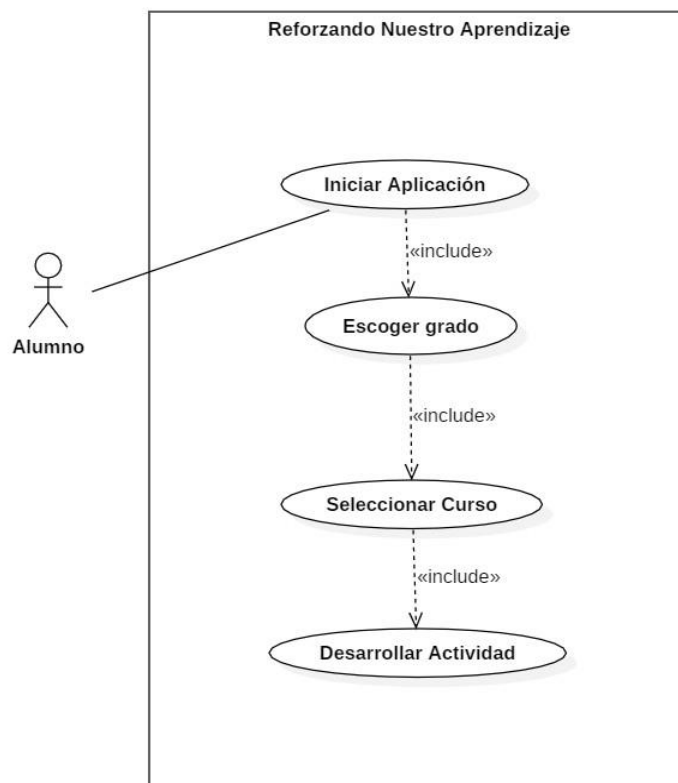 Reforzando Nuestro Aprendizaje
Iniciar Aplicación
«include»
Escoger grado
Alumno
«include»
Seleccionar Curso
«include»
Desarrollar Actividad